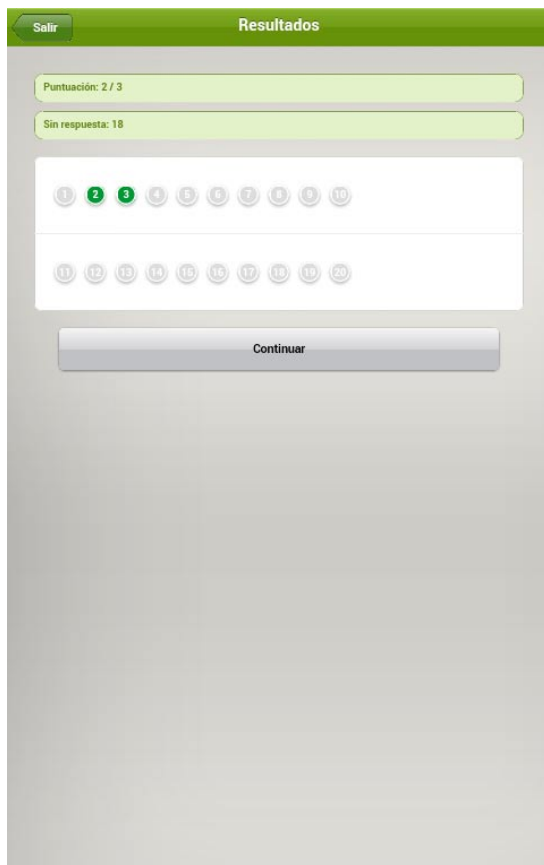 Salir
Resultados
Puntuación: 2 / 3
Sin respuesta: 18
1 2 3 4 5 6 7 8 9 10
11 12 13 14 15 16 17 18 19 20
Continuar